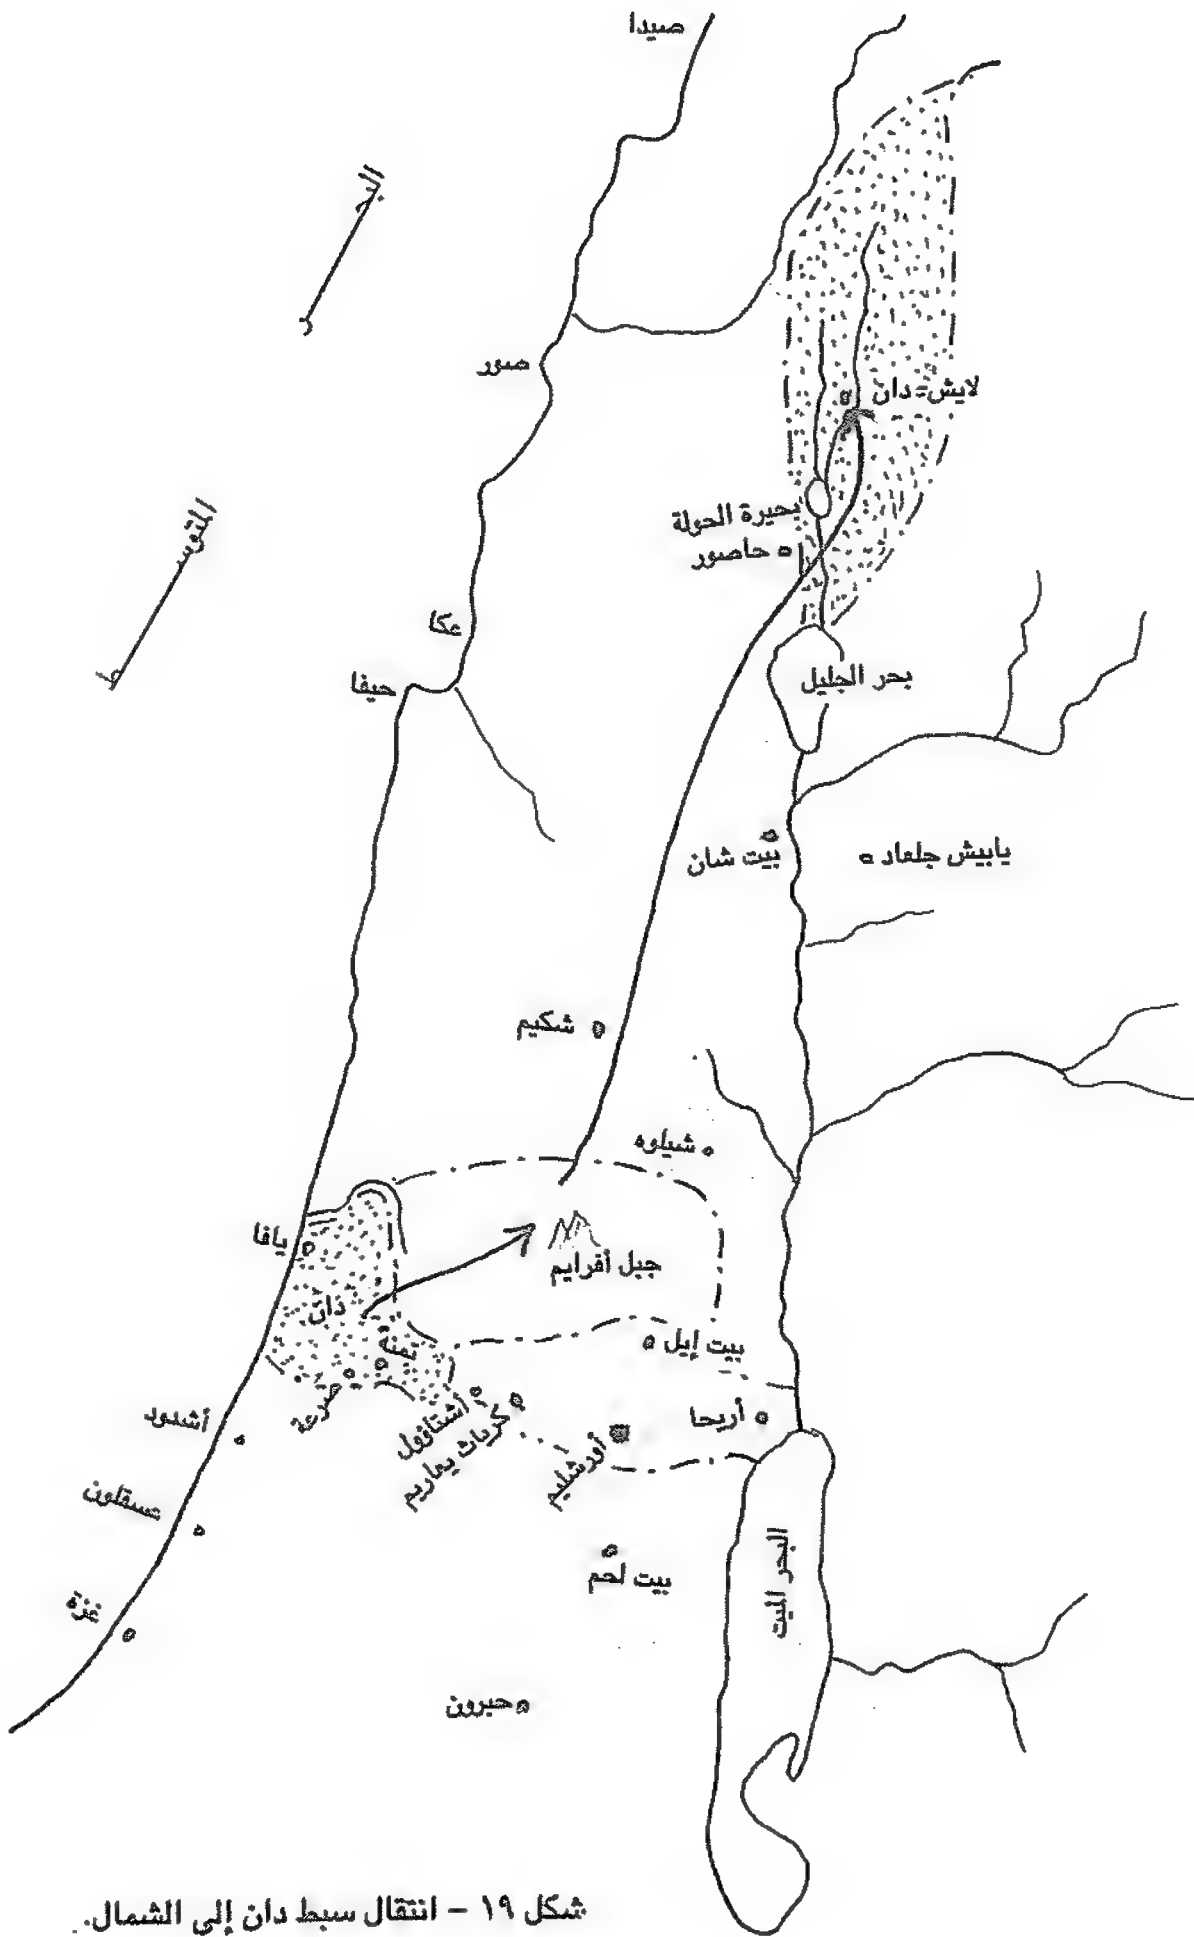 صيدا
البحر
صور
لايش-دان
المتوسط
بحيرة الحولة
حاصور
عكا
حيفا
بحر الجليل
بيت شان
يابيش جلعاد
شكيم
شيلوه
يافا
جبل أفرايم
دان
تمنة
بيت إيل
صرعة
أشتاؤول
كريات يعاريم
أورشليم
أريحا
أشدود
عسقلون
البحر الميت
بيت لحم
غزة
حبرون
شكل ١٩ – انتقال سبط دان إلى الشمال.